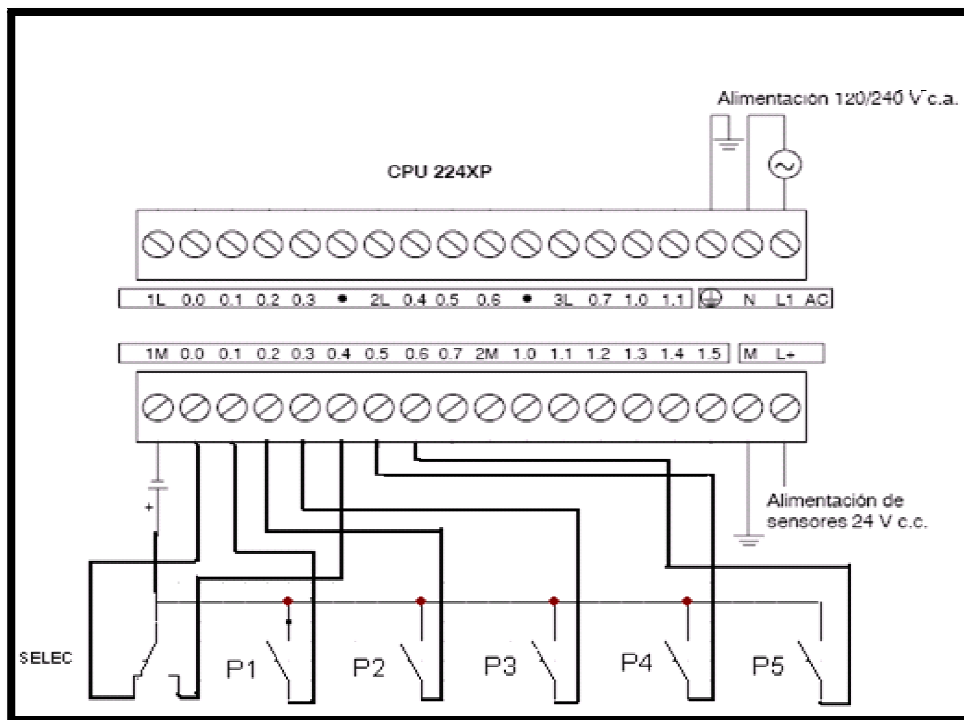 Alimentación 120/240 V c.a.
CPU 224XP
1L 0.0 0.1 0.2 0.3 • 2L 0.4 0.5 0.6 • 3L 0.7 1.0 1.1 N L1 AC
1M 0.0 0.1 0.2 0.3 0.4 0.5 0.6 0.7 2M 1.0 1.1 1.2 1.3 1.4 1.5 M L+
+
Alimentación de
sensores 24 V c.c.
SELEC
P1 P2 P3 P4 P5